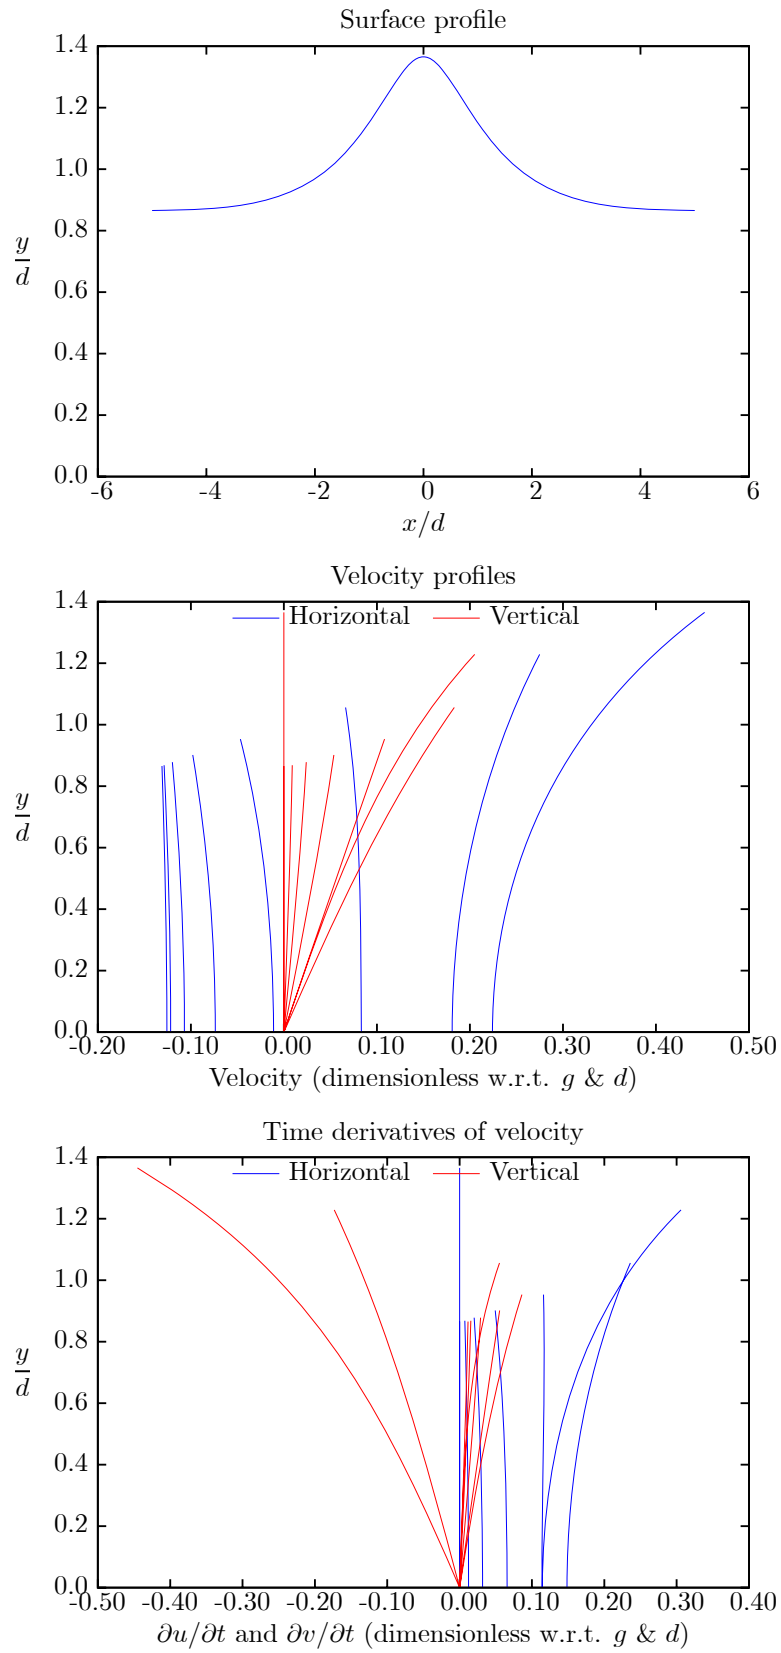 Surface profile
1.4
1.2
1.0
0.8
y
d
0.6
0.4
0.2
0.0
-6 -4 -2 0 2 4 6
x/d
Velocity profiles
1.4
Horizontal Vertical
1.2
1.0
0.8
y
d
0.6
0.4
0.2
0.0
-0.20 -0.10 0.00 0.10 0.20 0.30 0.40 0.50
Velocity (dimensionless w.r.t. g & d)
Time derivatives of velocity
1.4
Horizontal Vertical
1.2
1.0
0.8
y
d
0.6
0.4
0.2
0.0
-0.50 -0.40 -0.30 -0.20 -0.10 0.00 0.10 0.20 0.30 0.40
∂u/∂t and ∂v/∂t (dimensionless w.r.t. g & d)